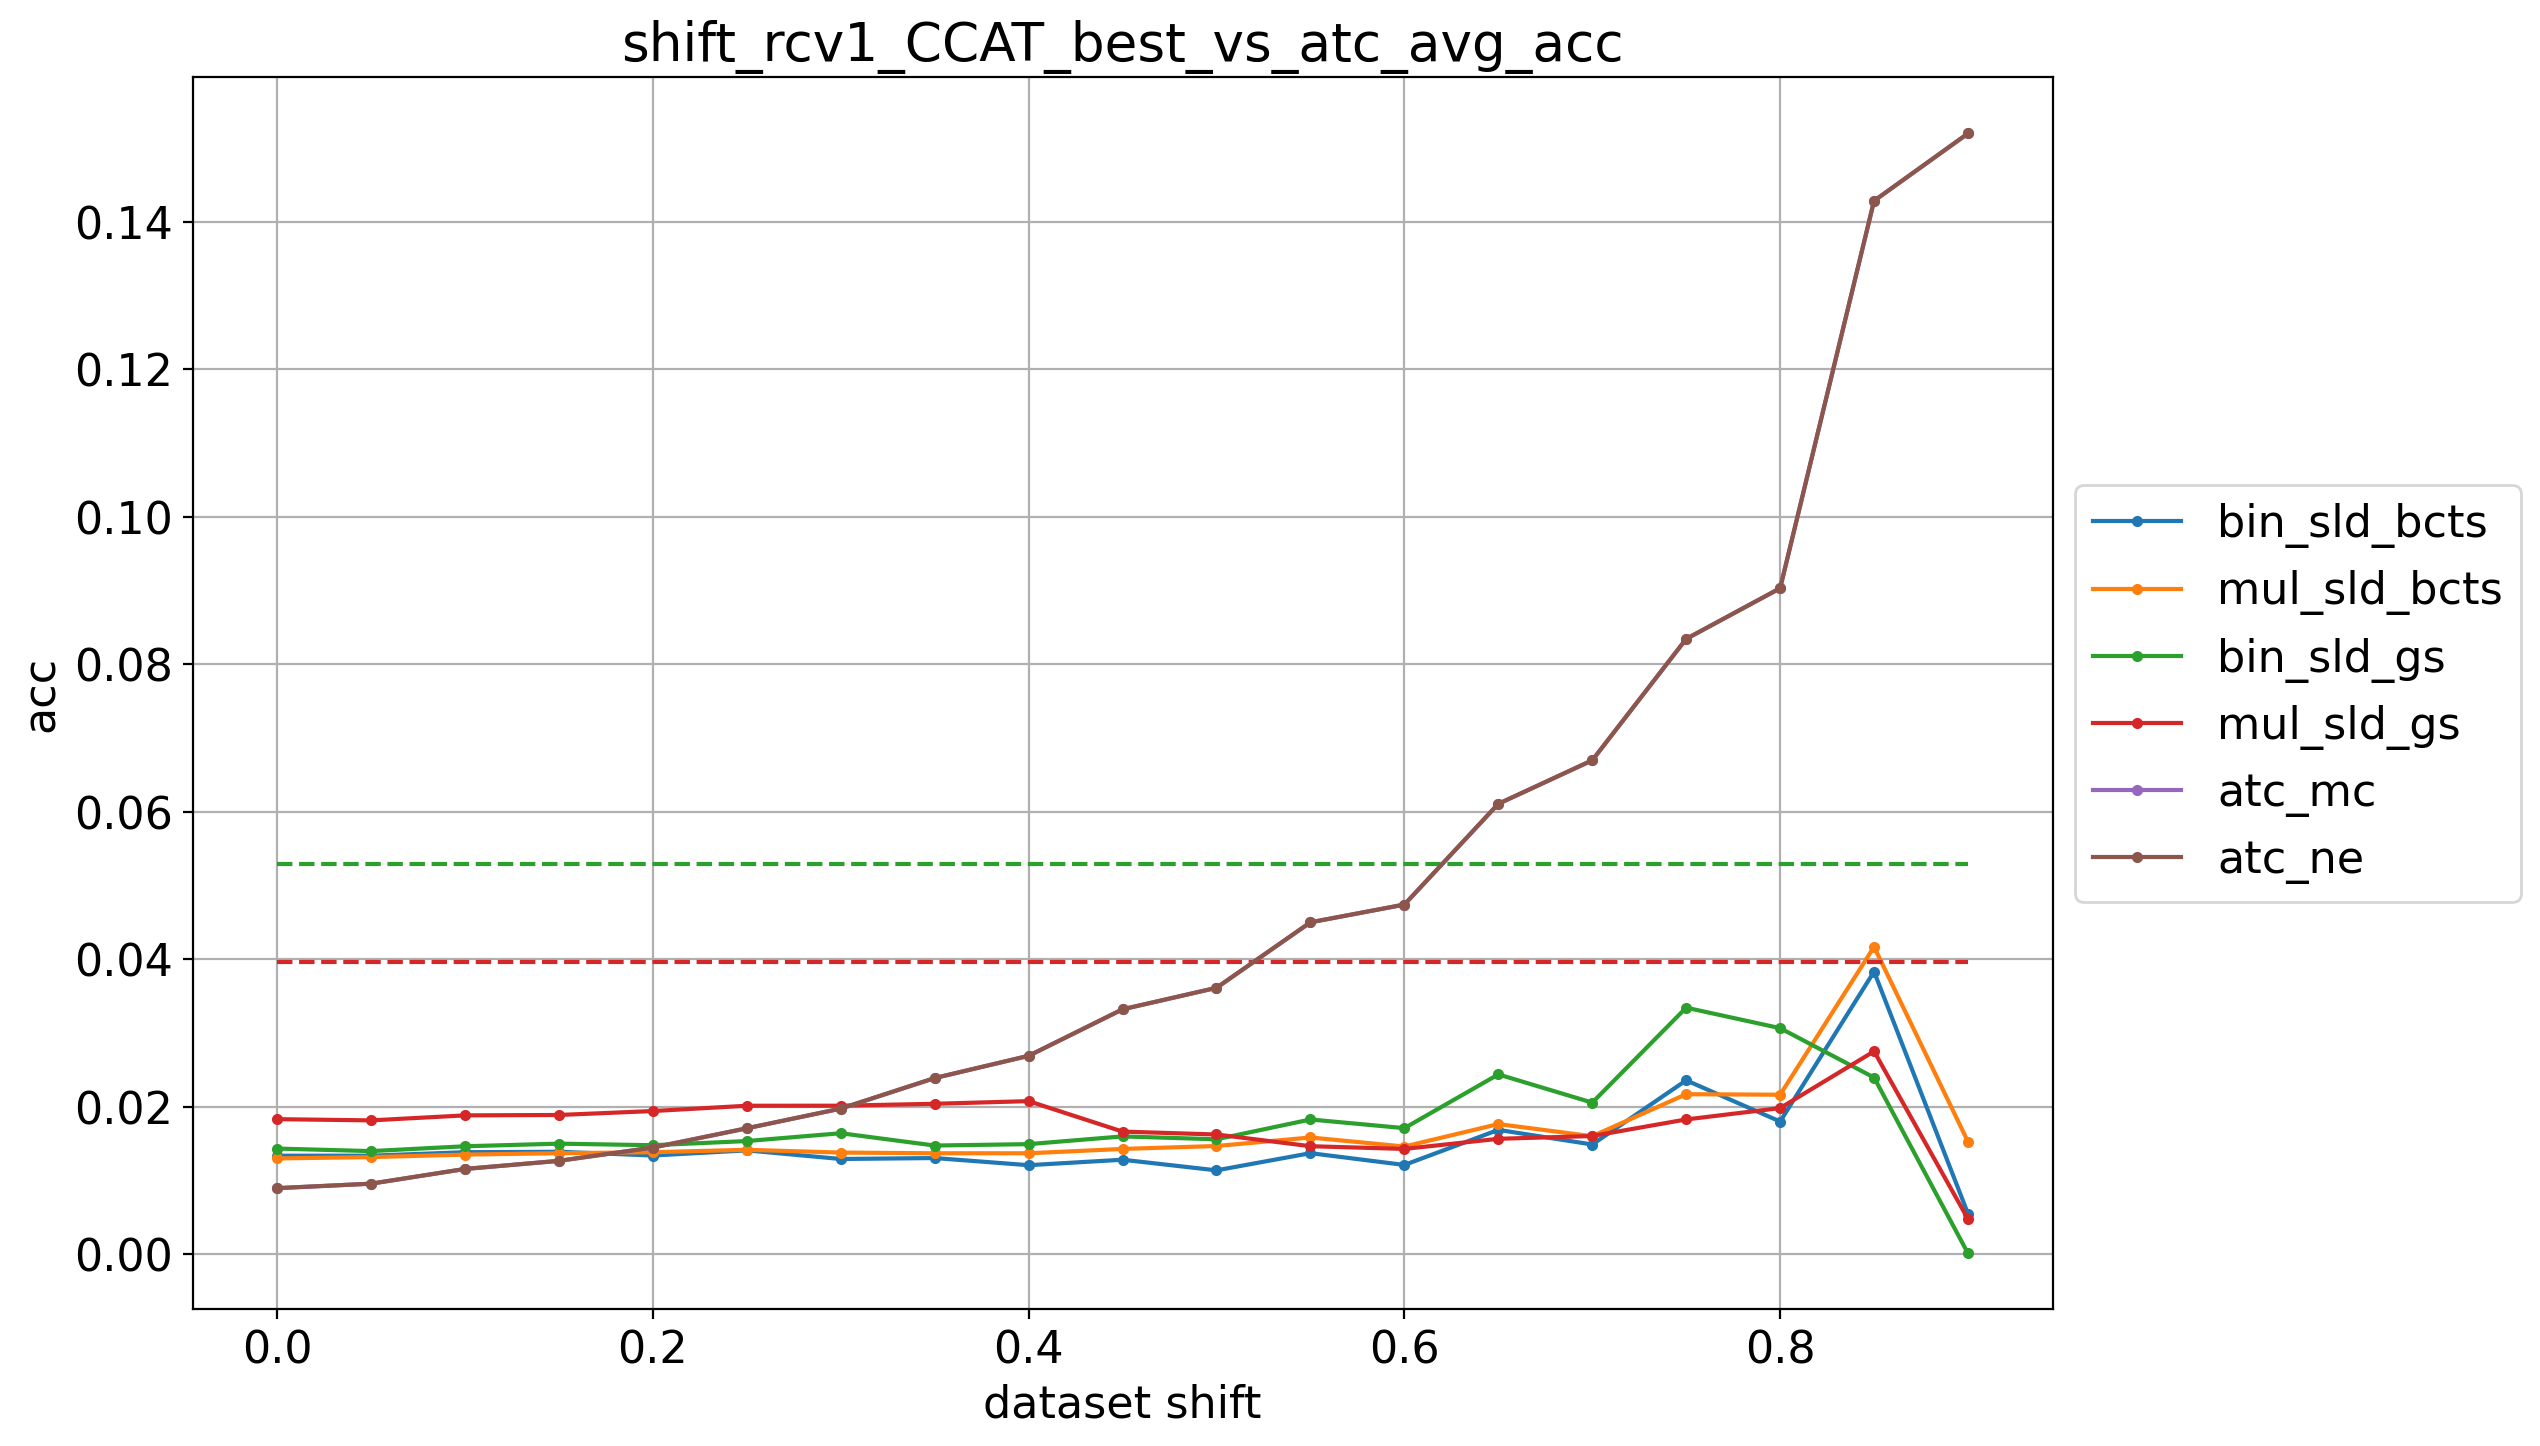 shift_rcv1_CCAT_best_vs_atc_avg_acc
0.14
0.12
0.10
0.08
0.06
0.04
0.02
0.00
acc
0.0 0.2 0.4 0.6 0.8
dataset shift
bin_sld_bcts
mul_sld_bcts
bin_sld_gs
mul_sld_gs
atc_mc
atc_ne